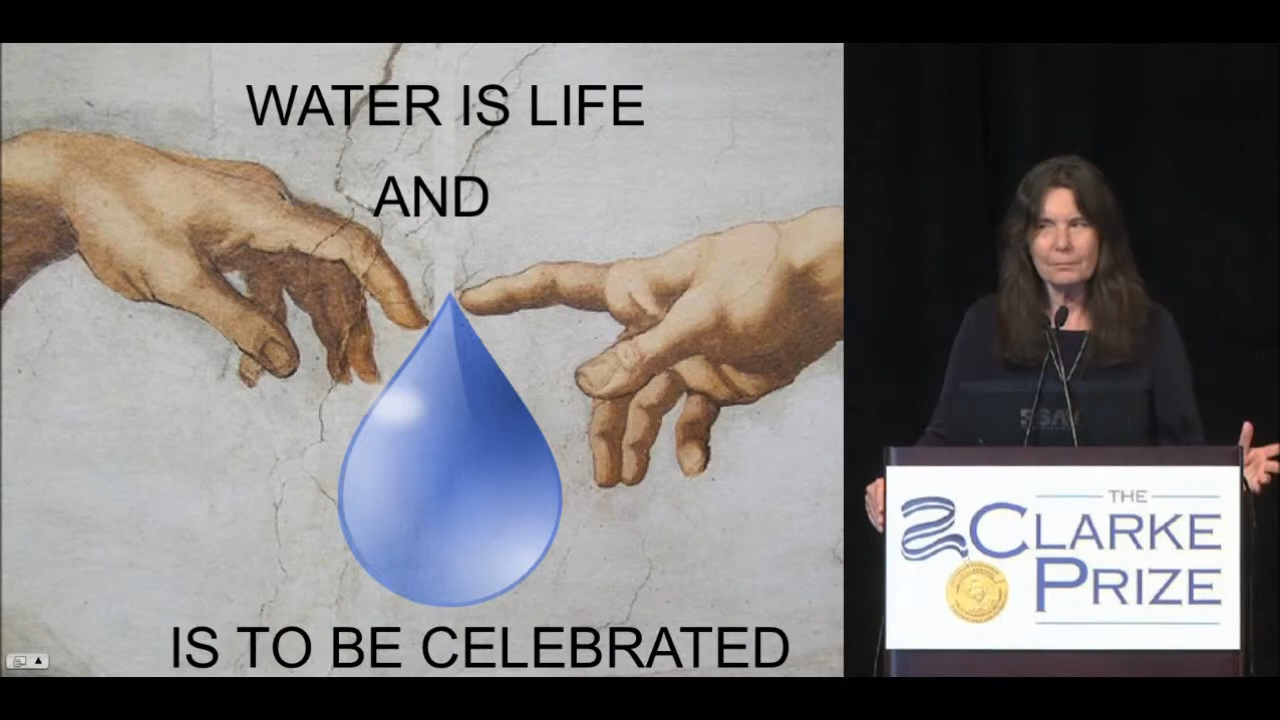 WATER IS LIFE
AND
IS TO BE CELEBRATED
THE
CLARKE
PRIZE